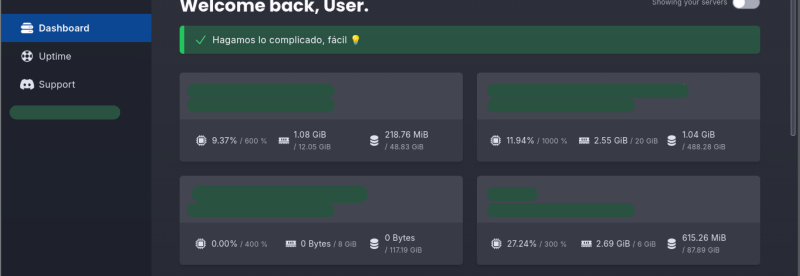 Welcome back, User.
Showing your servers
Dashboard
Uptime
Support
Hagamos lo complicado, fácil 💡
9.37% / 600 %
1.08 GiB
/ 12.05 GiB
218.76 MiB
/ 48.83 GiB
11.94% / 1000 %
2.55 GiB / 20 GiB
1.04 GiB
/ 488.28 GiB
0.00% / 400 %
0 Bytes / 8 GiB
0 Bytes
/ 117.19 GiB
27.24% / 300 %
2.69 GiB / 6 GiB
615.26 MiB
/ 87.89 GiB